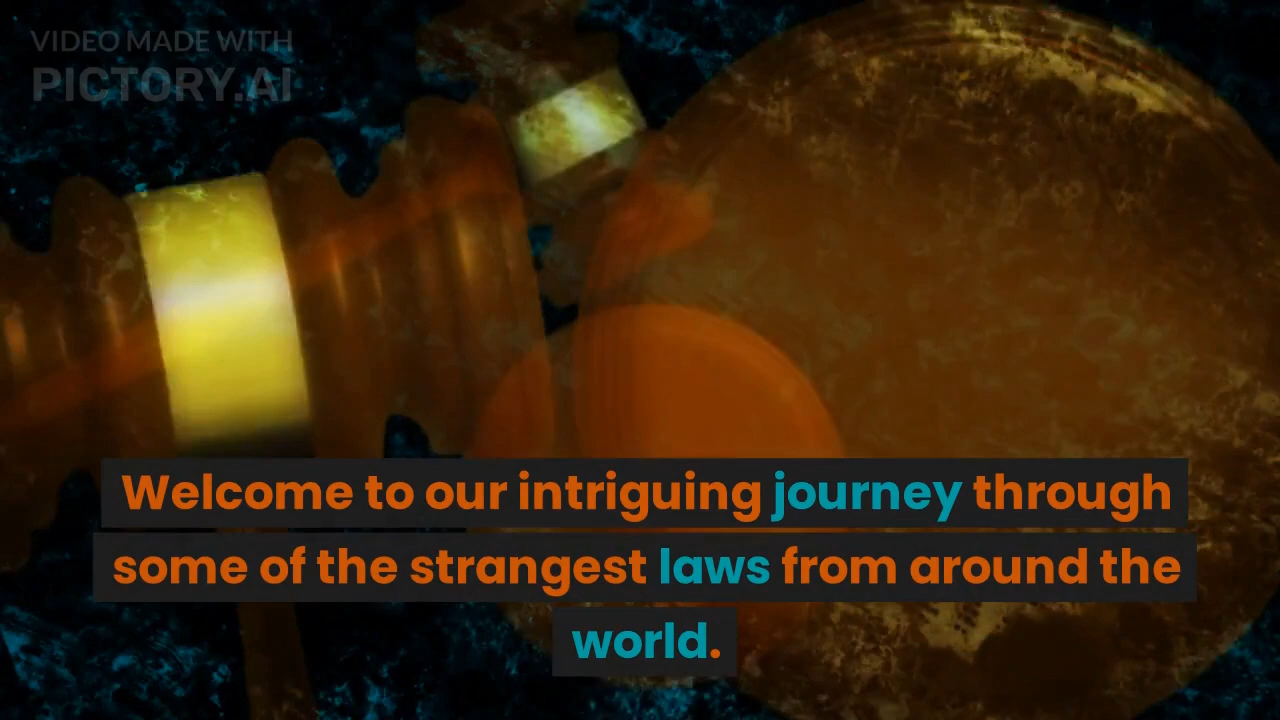 VIDEO MADE WITH
PICTORY.AI
Welcome to our intriguing journey through
some of the strangest laws from around the
world.